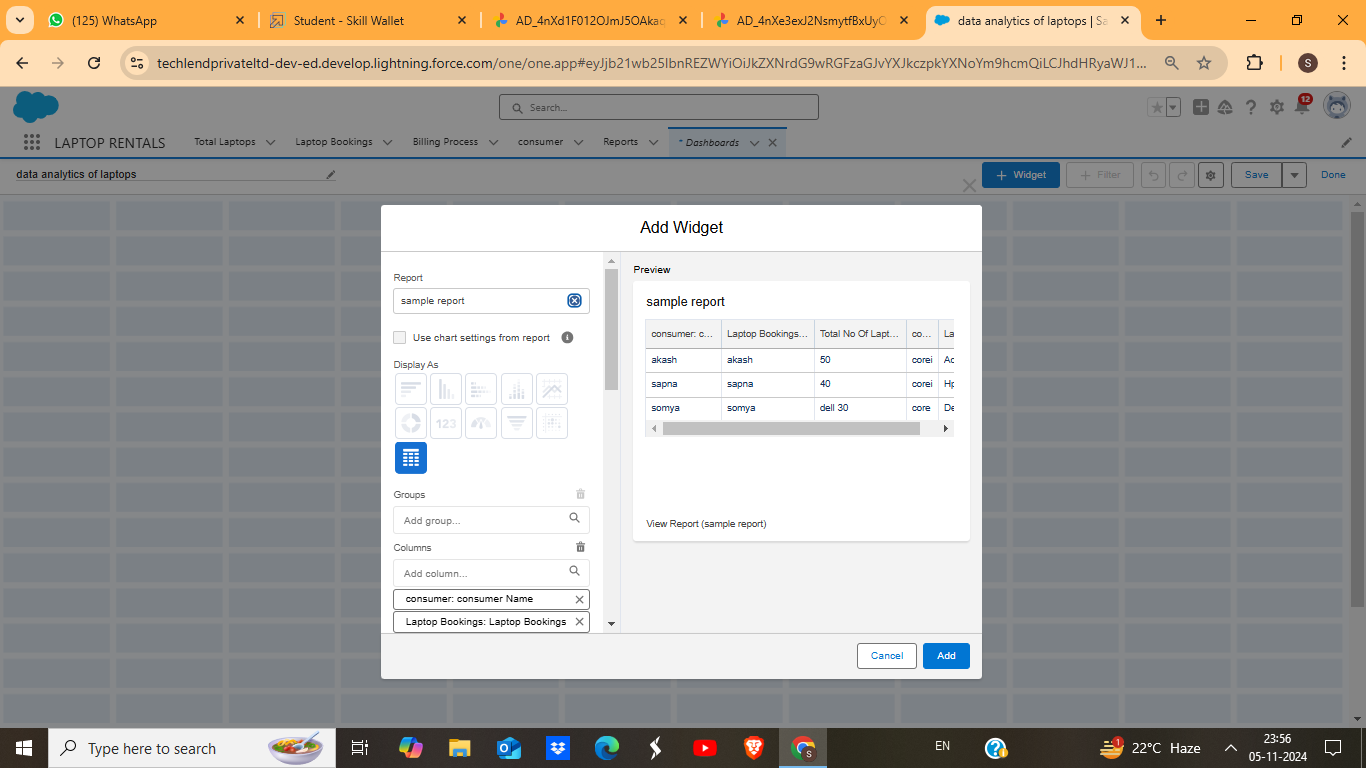 (125) WhatsApp
Student - Skill Wallet
AD_4nXd1F012OJmJ5OAkaq
AD_4nXe3exJ2NsmytfBxUyO
data analytics of laptops | Sa
techlendprivateltd-dev-ed.develop.lightning.force.com/one/one.app#eyJjb21wb25lbnREZWYiOiJkZXNrdG9wRGFzaGJvYXJkczpkYXNoYm9hcmQiLCJhdHRyaWJ1...
S
Search...
12
LAPTOP RENTALS
Total Laptops
Laptop Bookings
Billing Process
consumer
Reports
* Dashboards
data analytics of laptops
+ Widget
+ Filter
Save
Done
Add Widget
Report
sample report
Use chart settings from report
Display As
123
Groups
Add group...
Columns
Add column...
consumer: consumer Name
Laptop Bookings: Laptop Bookings
Preview
sample report
consumer: c... Laptop Bookings... Total No Of Lapt... co... La
akash akash 50 corei Ac
sapna sapna 40 corei Hp
somya somya dell 30 core De
View Report (sample report)
Cancel
Add
Type here to search
S
EN
1
22°C Haze
23:56
05-11-2024